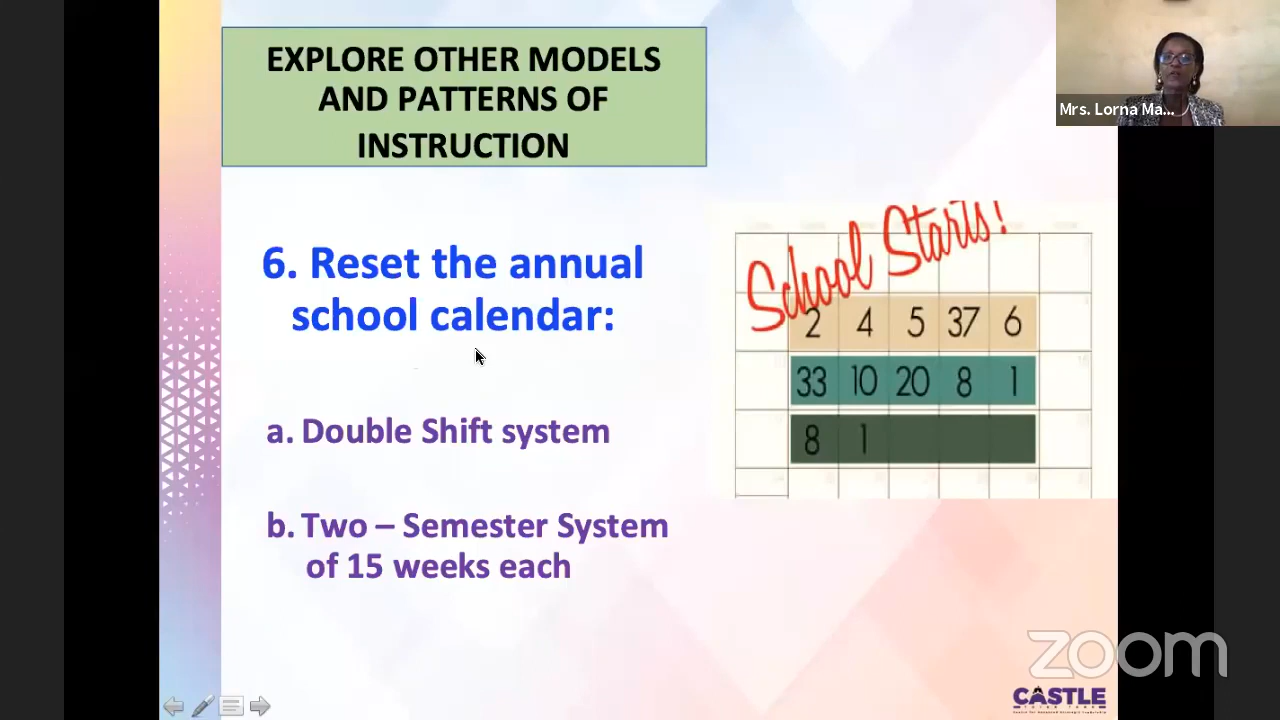 EXPLORE OTHER MODELS
AND PATTERNS OF
INSTRUCTION
Mrs. Lorna Ma...
6. Reset the annual
school calendar:
School Starts!
2 4 5 37 6
33 10 20 8 1
8 1
a. Double Shift system
b. Two – Semester System
of 15 weeks each
zoom
CASTLE